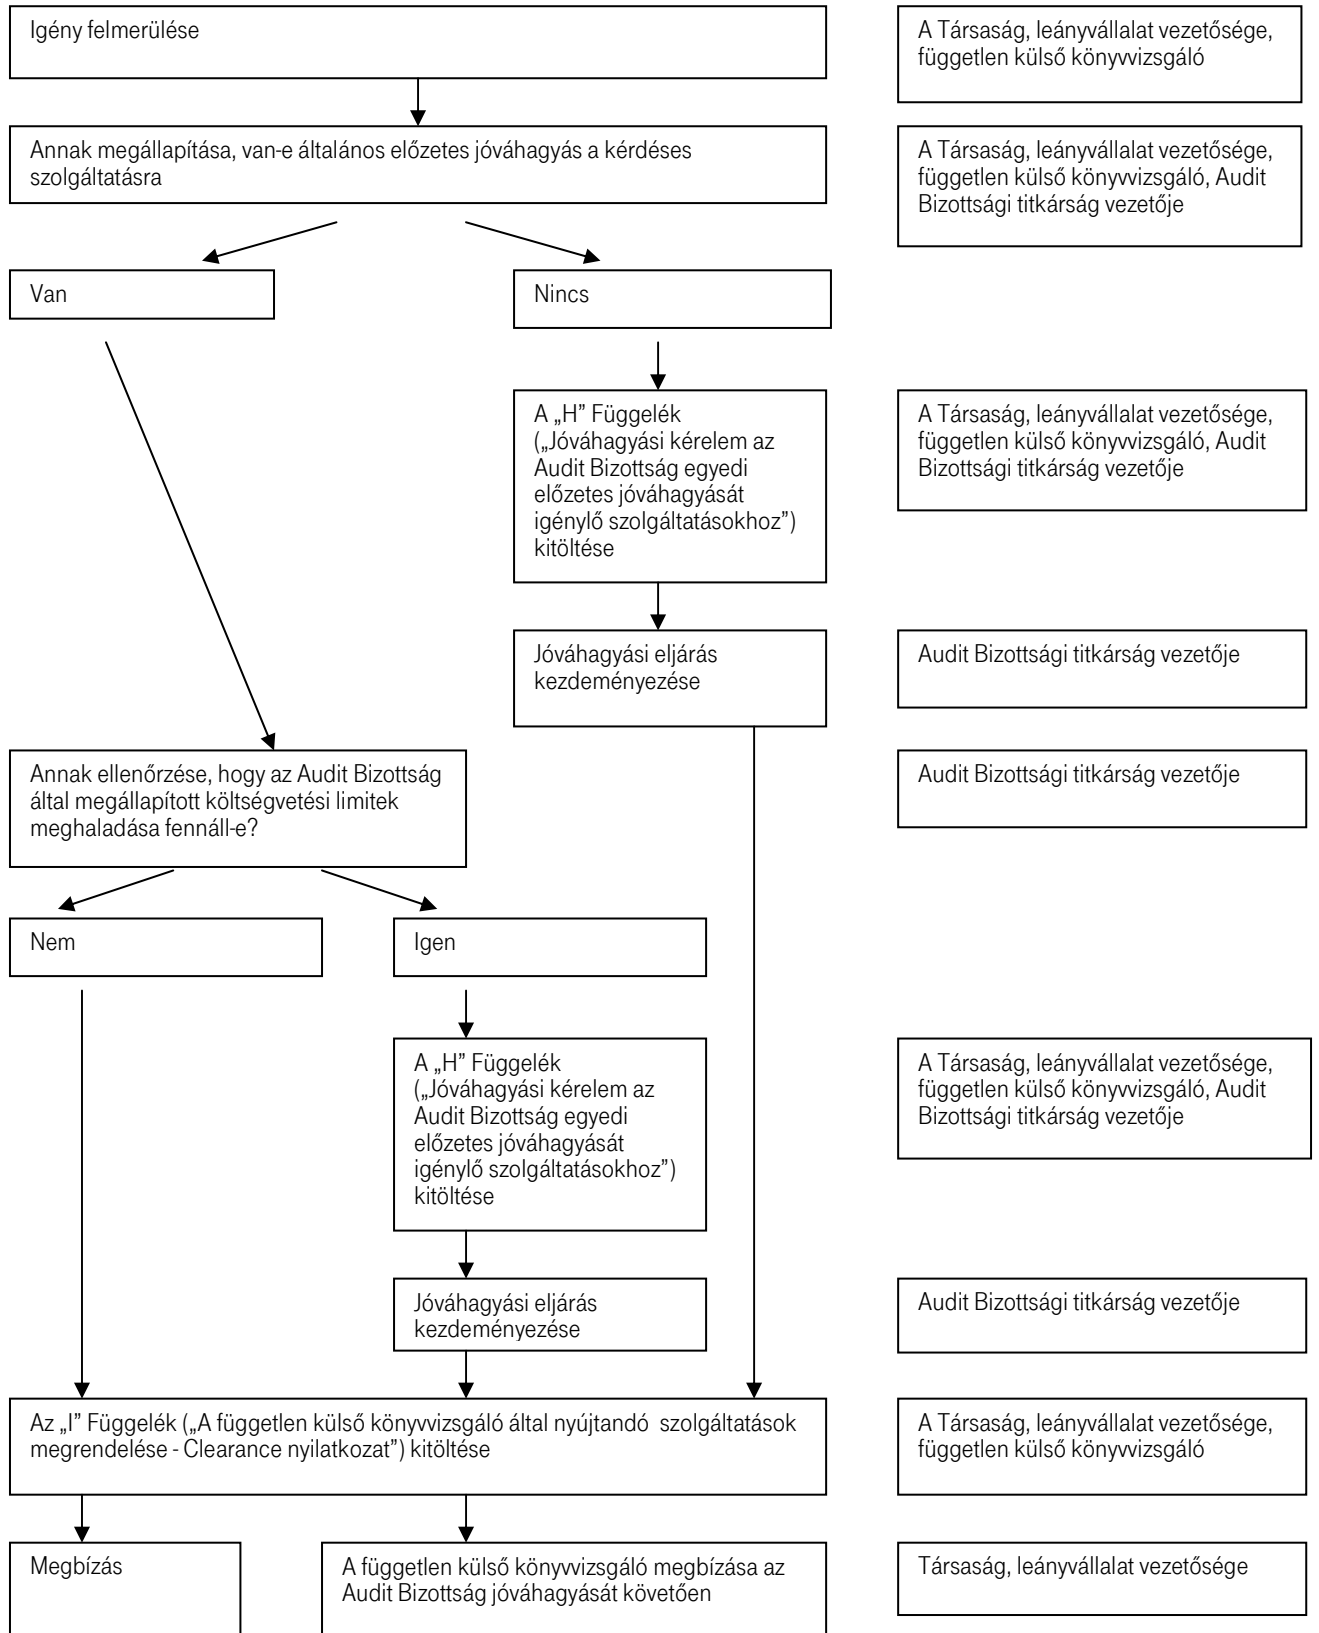 Igény felmerülése
A Társaság, leányvállalat vezetősége,
független külső könyvvizsgáló
Annak megállapítása, van-e általános előzetes jóváhagyás a kérdéses
szolgáltatásra
A Társaság, leányvállalat vezetősége,
független külső könyvvizsgáló, Audit
Bizottsági titkárság vezetője
Van
Nincs
A „H” Függelék
(„Jóváhagyási kérelem az
Audit Bizottság egyedi
előzetes jóváhagyását
igénylő szolgáltatásokhoz”)
kitöltése
A Társaság, leányvállalat vezetősége,
független külső könyvvizsgáló, Audit
Bizottsági titkárság vezetője
Jóváhagyási eljárás
kezdeményezése
Audit Bizottsági titkárság vezetője
Annak ellenőrzése, hogy az Audit Bizottság
által megállapított költségvetési limitek
meghaladása fennáll-e?
Audit Bizottsági titkárság vezetője
Nem
Igen
A „H” Függelék
(„Jóváhagyási kérelem az
Audit Bizottság egyedi
előzetes jóváhagyását
igénylő szolgáltatásokhoz”)
kitöltése
A Társaság, leányvállalat vezetősége,
független külső könyvvizsgáló, Audit
Bizottsági titkárság vezetője
Jóváhagyási eljárás
kezdeményezése
Audit Bizottsági titkárság vezetője
Az „I” Függelék („A független külső könyvvizsgáló által nyújtandó szolgáltatások
megrendelése - Clearance nyilatkozat”) kitöltése
A Társaság, leányvállalat vezetősége,
független külső könyvvizsgáló
Megbízás
A független külső könyvvizsgáló megbízása az
Audit Bizottság jóváhagyását követően
Társaság, leányvállalat vezetősége